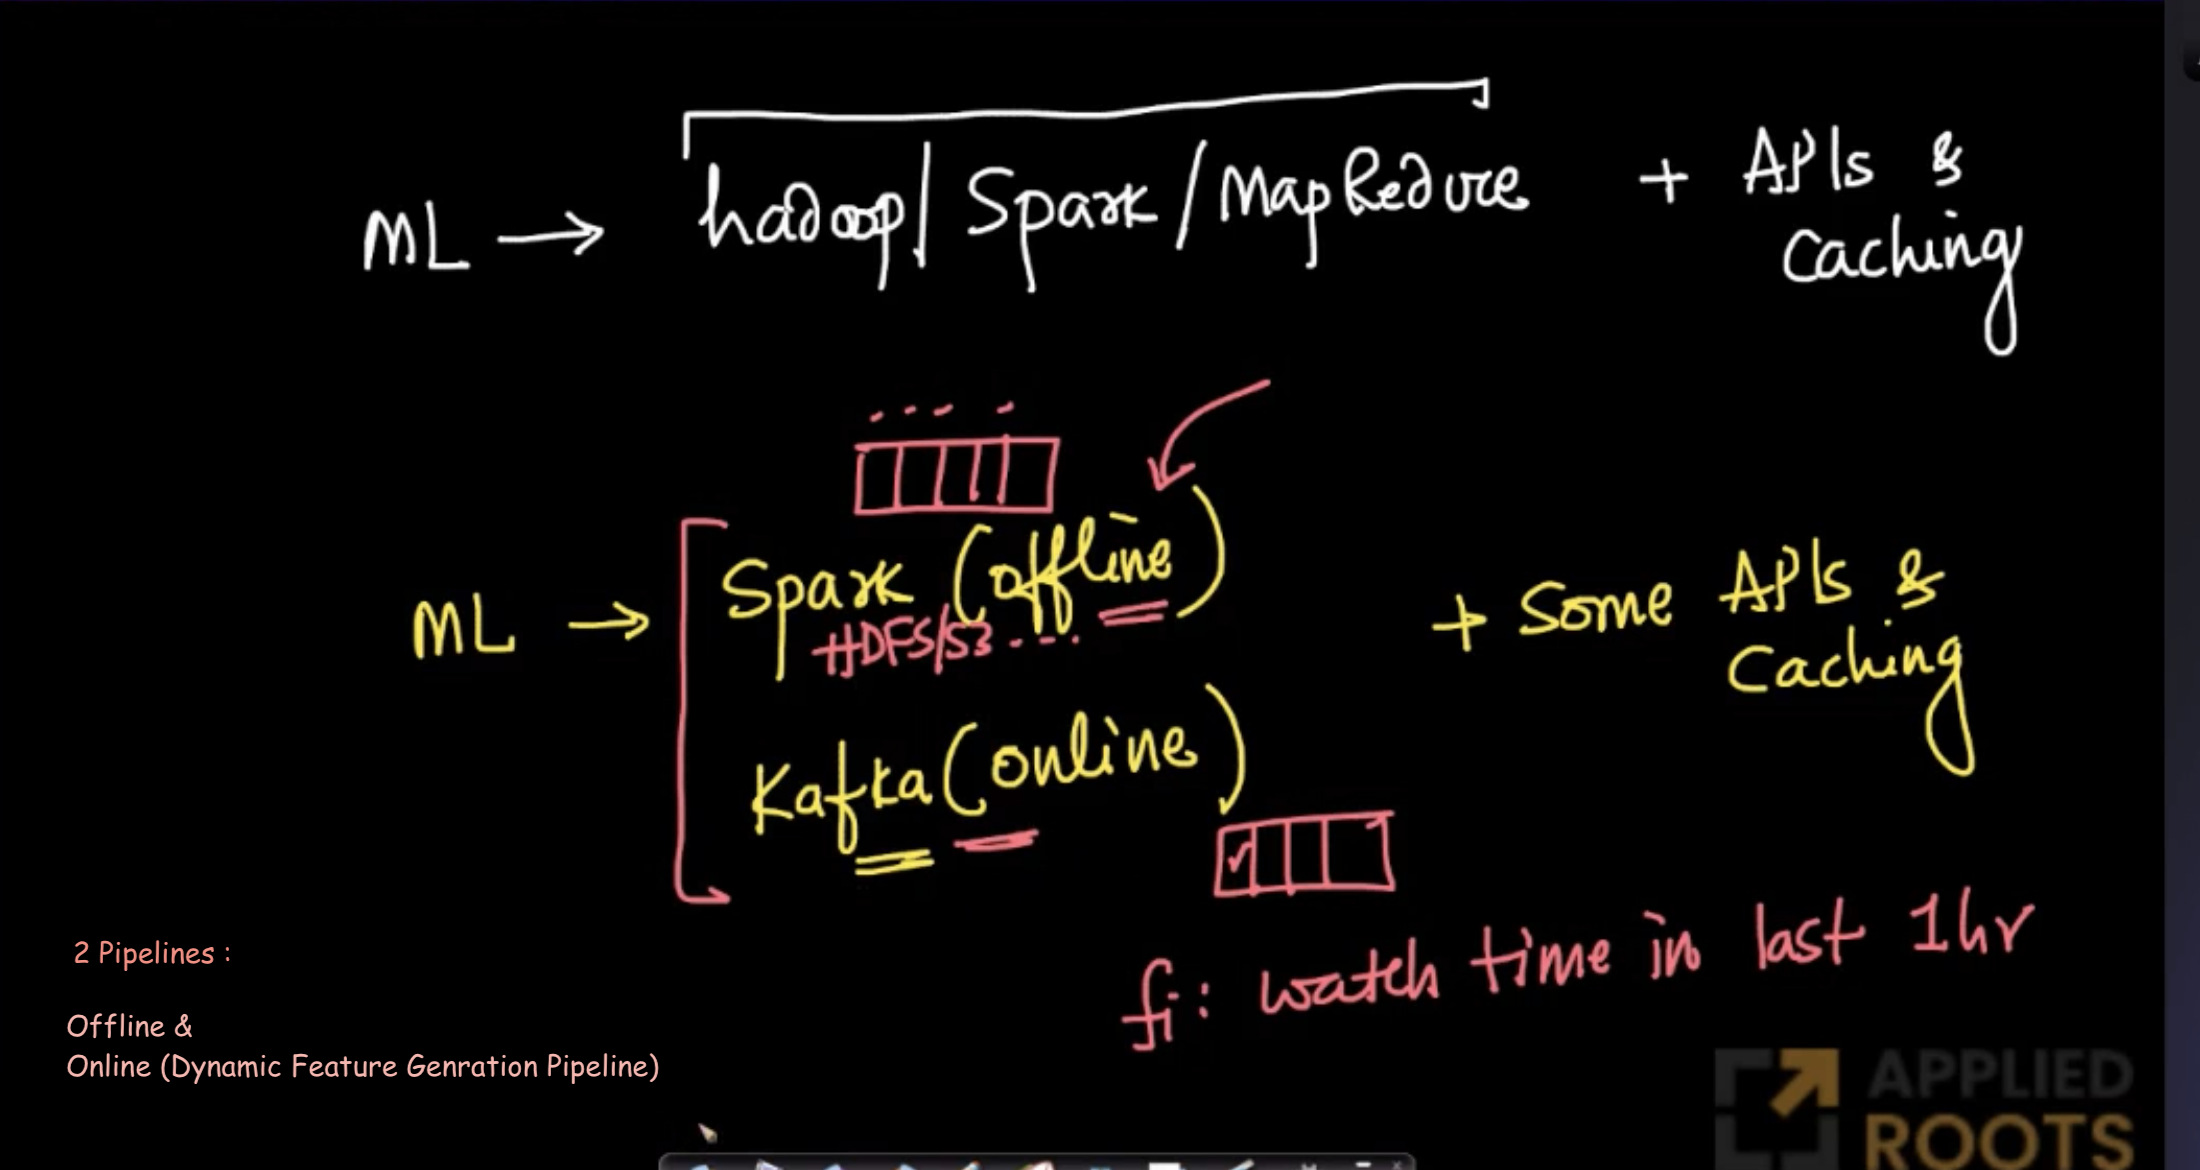 ML → hadoop / Spark / MapReduce + APIs &
Caching
ML → Spark (offline) + Some APIs &
Caching
HDFS/S3 ....
Kafka (online)
fi: watch time in last 1hr
2 Pipelines :
Offline &
Online (Dynamic Feature Genration Pipeline)
APPLIED
ROOTS